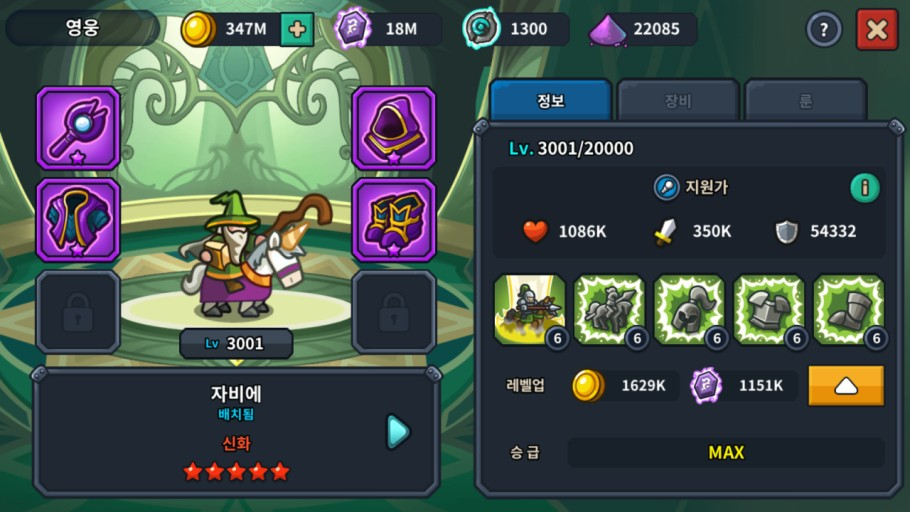 영웅 347M 18M 1300 22085 ?
정보 장비 룬
Lv. 3001/20000
지원가
1086K 350K 54332
6 6 6 6 6
Lv 3001
자비에
배치됨
신화
레벨업 1629K 1151K
승급 MAX